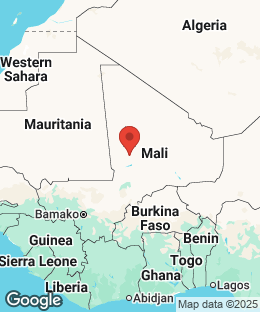 Algeria
Western
Sahara
Mauritania
Mali
Bamako
Burkina
Faso
Guinea
Benin
Sierra Leone
Togo
Ghana
Liberia
Lagos
Abidjan
Google
Map data ©2025